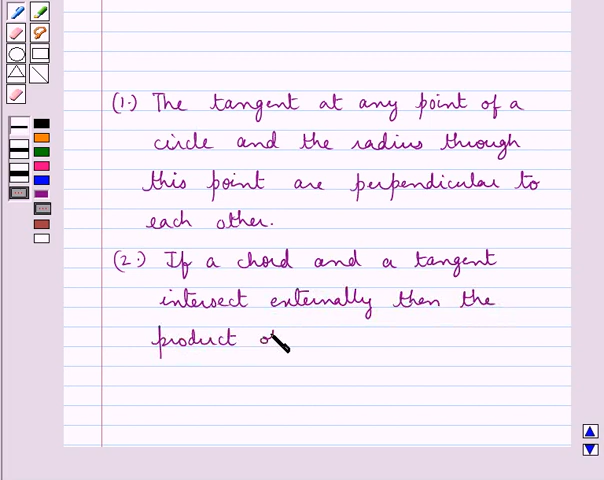 (1.) The tangent at any point of a
circle and the radius through
this point are perpendicular to
each other.
(2.) If a chord and a tangent
intersect externally then the
product o